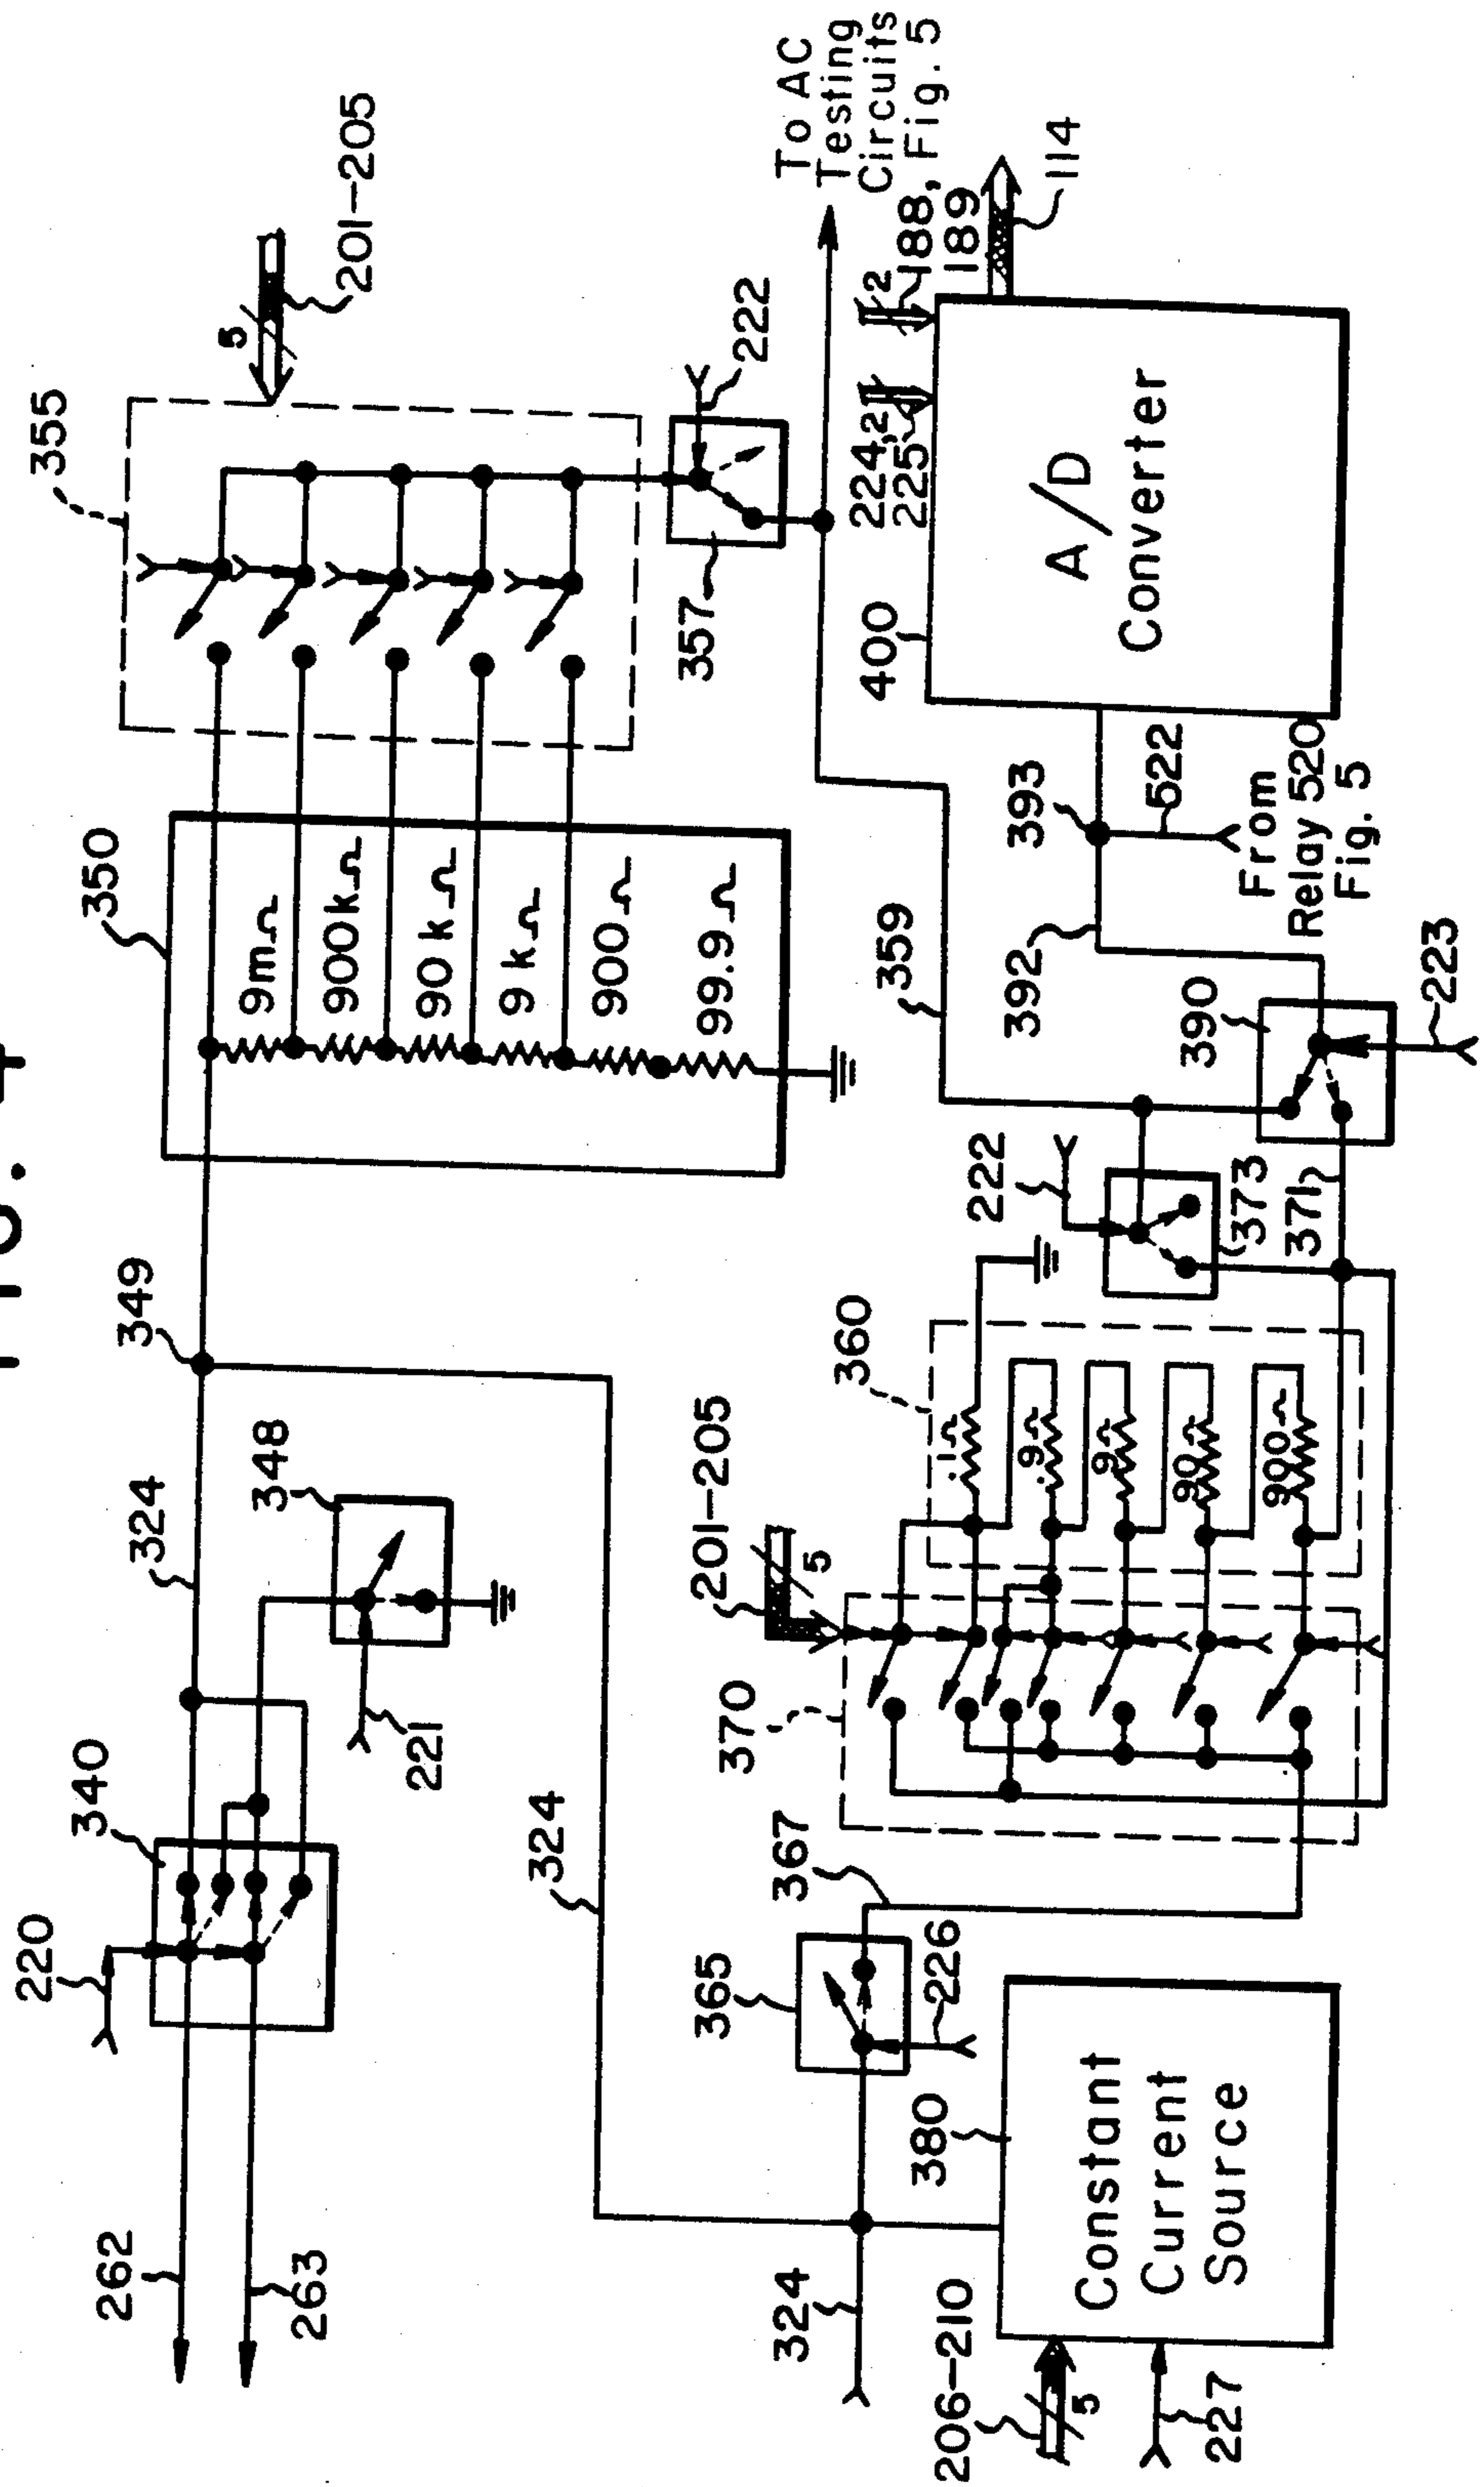 355
201-205
5
350
9mΩ
900kΩ
90kΩ
9kΩ
900Ω
99.9Ω
222
357
To AC
Testing
Circuits
Fig. 5
349
324
348
221
340
220
262
263
359
224,
225
2
2
188,
189
114
400
A/D
Converter
393
392
522
From
Relay 520
Fig. 5
390
223
222
373
371
360
.1Ω
.9Ω
9Ω
90Ω
900Ω
201-205
5
370
324
367
365
226
380
Constant
Current
Source
324
206-210
5
227